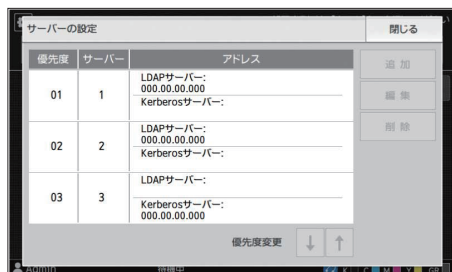 サーバーの設定
閉じる
優先度 サーバー アドレス
追 加
01 1 LDAPサーバー:
000.00.00.000
Kerberosサーバー:
編 集
削 除
02 2 LDAPサーバー:
000.00.00.000
Kerberosサーバー:
03 3 LDAPサーバー:
Kerberosサーバー:
000.00.00.000
優先度変更 ↓ ↑
Admin 待機中 K C M Y GR